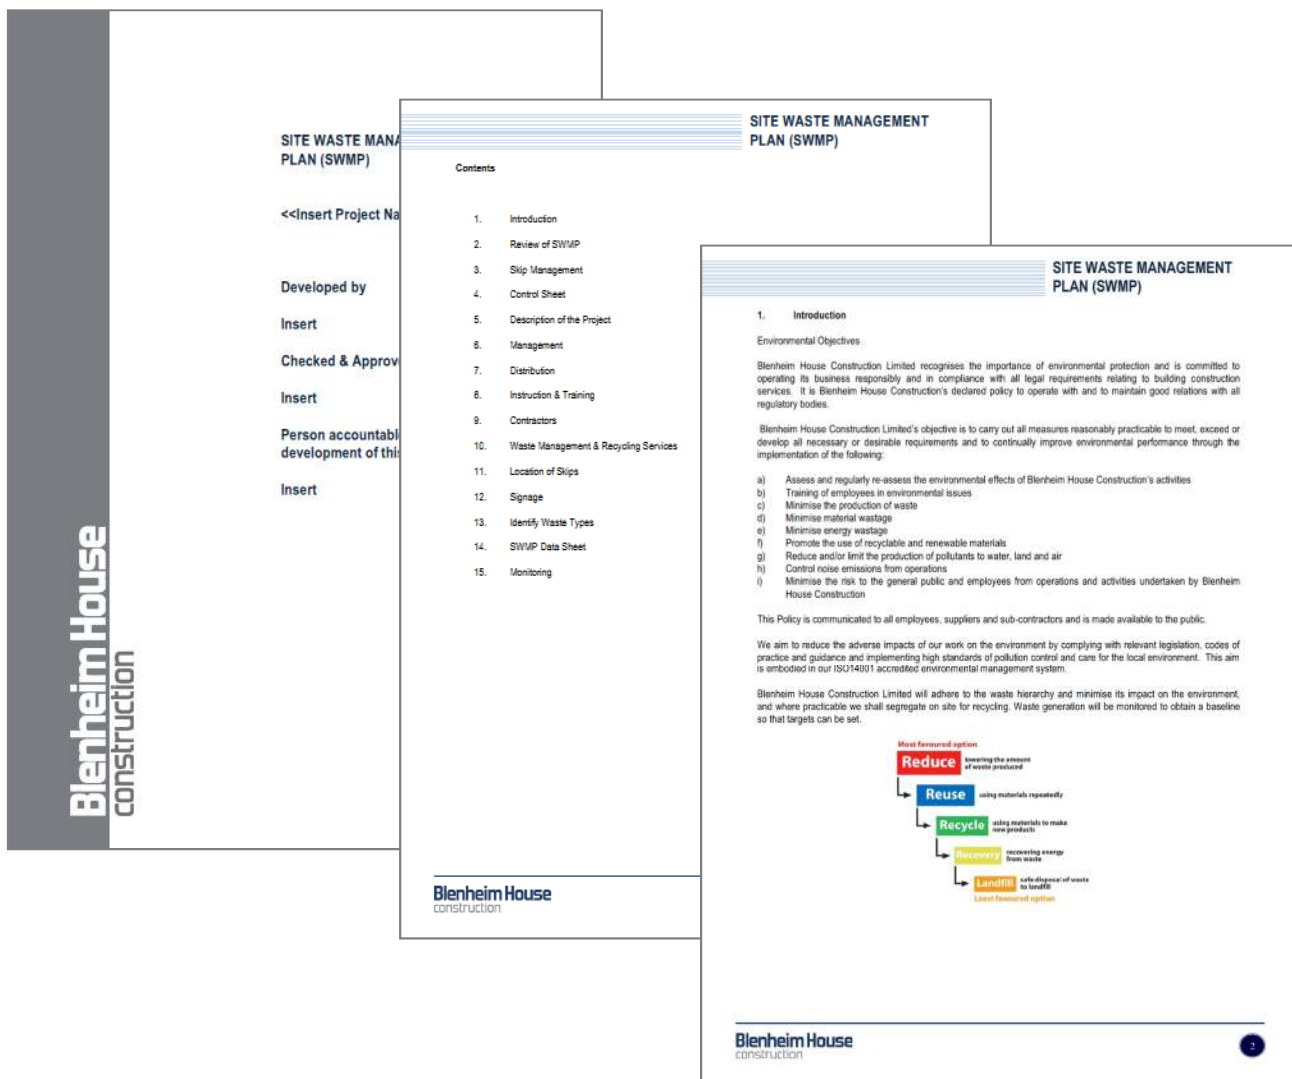 SITE WASTE MANA
PLAN (SWMP)
<<Insert Project Na
Developed by
Insert
Checked & Approv
Insert
Person accountabl
development of this
Insert
Blenheim House
construction
SITE WASTE MANAGEMENT
PLAN (SWMP)
Contents
1. Introduction
2. Review of SWMP
3. Skip Management
4. Control Sheet
5. Description of the Project
6. Management
7. Distribution
8. Instruction & Training
9. Contractors
10. Waste Management & Recycling Services
11. Location of Skips
12. Signage
13. Identify Waste Types
14. SWMP Data Sheet
15. Monitoring
Blenheim House
construction
SITE WASTE MANAGEMENT
PLAN (SWMP)
1. Introduction
Environmental Objectives
Blenheim House Construction Limited recognises the importance of environmental protection and is committed to
operating its business responsibly and in compliance with all legal requirements relating to building construction
services. It is Blenheim House Construction's declared policy to operate with and to maintain good relations with all
regulatory bodies.
Blenheim House Construction Limited's objective is to carry out all measures reasonably practicable to meet, exceed or
develop all necessary or desirable requirements and to continually improve environmental performance through the
implementation of the following:
a) Assess and regularly re-assess the environmental effects of Blenheim House Construction's activities
b) Training of employees in environmental issues
c) Minimise the production of waste
d) Minimise material wastage
e) Minimise energy wastage
f) Promote the use of recyclable and renewable materials
g) Reduce and/or limit the production of pollutants to water, land and air
h) Control noise emissions from operations
i) Minimise the risk to the general public and employees from operations and activities undertaken by Blenheim
House Construction
This Policy is communicated to all employees, suppliers and sub-contractors and is made available to the public.
We aim to reduce the adverse impacts of our work on the environment by complying with relevant legislation, codes of
practice and guidance and implementing high standards of pollution control and care for the local environment. This aim
is embodied in our ISO14001 accredited environmental management system.
Blenheim House Construction Limited will adhere to the waste hierarchy and minimise its impact on the environment,
and where practicable we shall segregate on site for recycling. Waste generation will be monitored to obtain a baseline
so that targets can be set.
Most favoured option
Reduce lowering the amount
of waste produced
Reuse using materials repeatedly
Recycle using materials to make
new products
Recovery recovering energy
from waste
Landfill safe disposal of waste
to landfill
Least favoured option
Blenheim House
construction
2